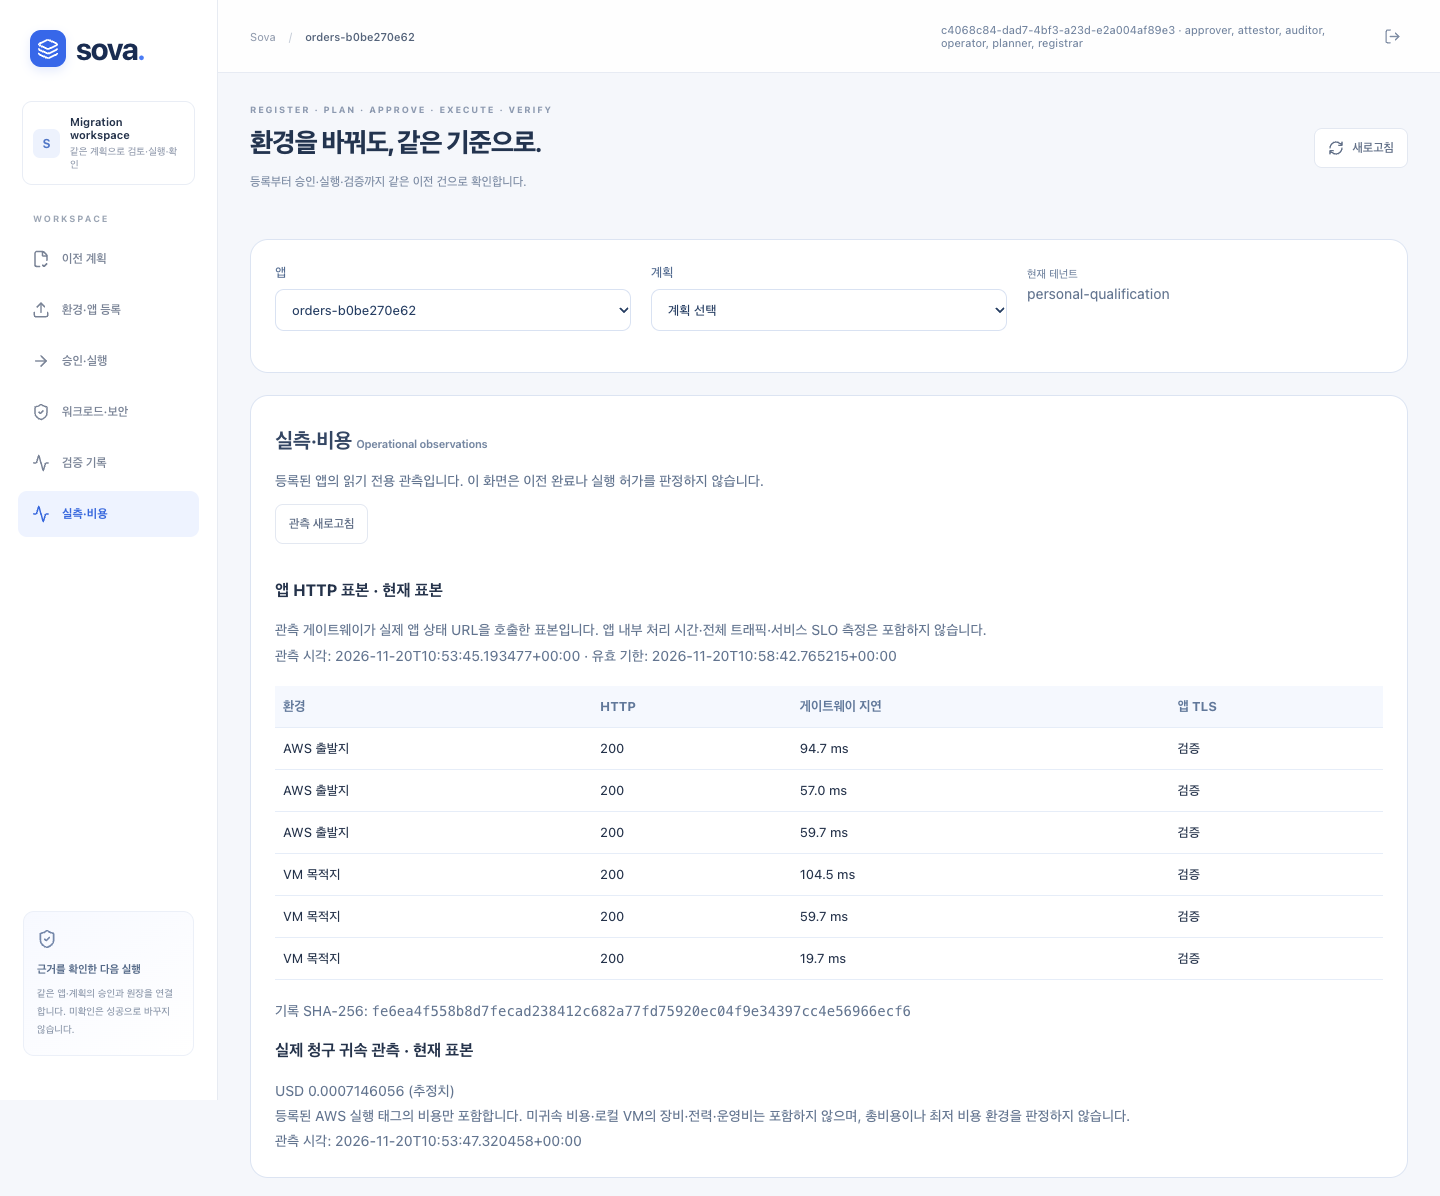 sova.
Migration
workspace
S
같은 계획으로 검토·실행·확
인
WORKSPACE
이전 계획
환경·앱 등록
승인·실행
워크로드·보안
검증 기록
실측·비용
근거를 확인한 다음 실행
같은 앱·계획의 승인과 원장을 연결
합니다. 미확인은 성공으로 바꾸지
않습니다.
Sova / orders-b0be270e62
c4068c84-dad7-4bf3-a23d-e2a004af89e3 · approver, attestor, auditor,
operator, planner, registrar
REGISTER · PLAN · APPROVE · EXECUTE · VERIFY
환경을 바꿔도, 같은 기준으로.
등록부터 승인·실행·검증까지 같은 이전 건으로 확인합니다.
새로고침
앱
orders-b0be270e62
계획
계획 선택
현재 테넌트
personal-qualification
실측·비용 Operational observations
등록된 앱의 읽기 전용 관측입니다. 이 화면은 이전 완료나 실행 허가를 판정하지 않습니다.
관측 새로고침
앱 HTTP 표본 · 현재 표본
관측 게이트웨이가 실제 앱 상태 URL을 호출한 표본입니다. 앱 내부 처리 시간·전체 트래픽·서비스 SLO 측정은 포함하지 않습니다.
관측 시각: 2026-11-20T10:53:45.193477+00:00 · 유효 기한: 2026-11-20T10:58:42.765215+00:00
환경 HTTP 게이트웨이 지연 앱 TLS
AWS 출발지 200 94.7 ms 검증
AWS 출발지 200 57.0 ms 검증
AWS 출발지 200 59.7 ms 검증
VM 목적지 200 104.5 ms 검증
VM 목적지 200 59.7 ms 검증
VM 목적지 200 19.7 ms 검증
기록 SHA-256: fe6ea4f558b8d7fecad238412c682a77fd75920ec04f9e34397cc4e56966ecf6
실제 청구 귀속 관측 · 현재 표본
USD 0.0007146056 (추정치)
등록된 AWS 실행 태그의 비용만 포함합니다. 미귀속 비용·로컬 VM의 장비·전력·운영비는 포함하지 않으며, 총비용이나 최저 비용 환경을 판정하지 않습니다.
관측 시각: 2026-11-20T10:53:47.320458+00:00